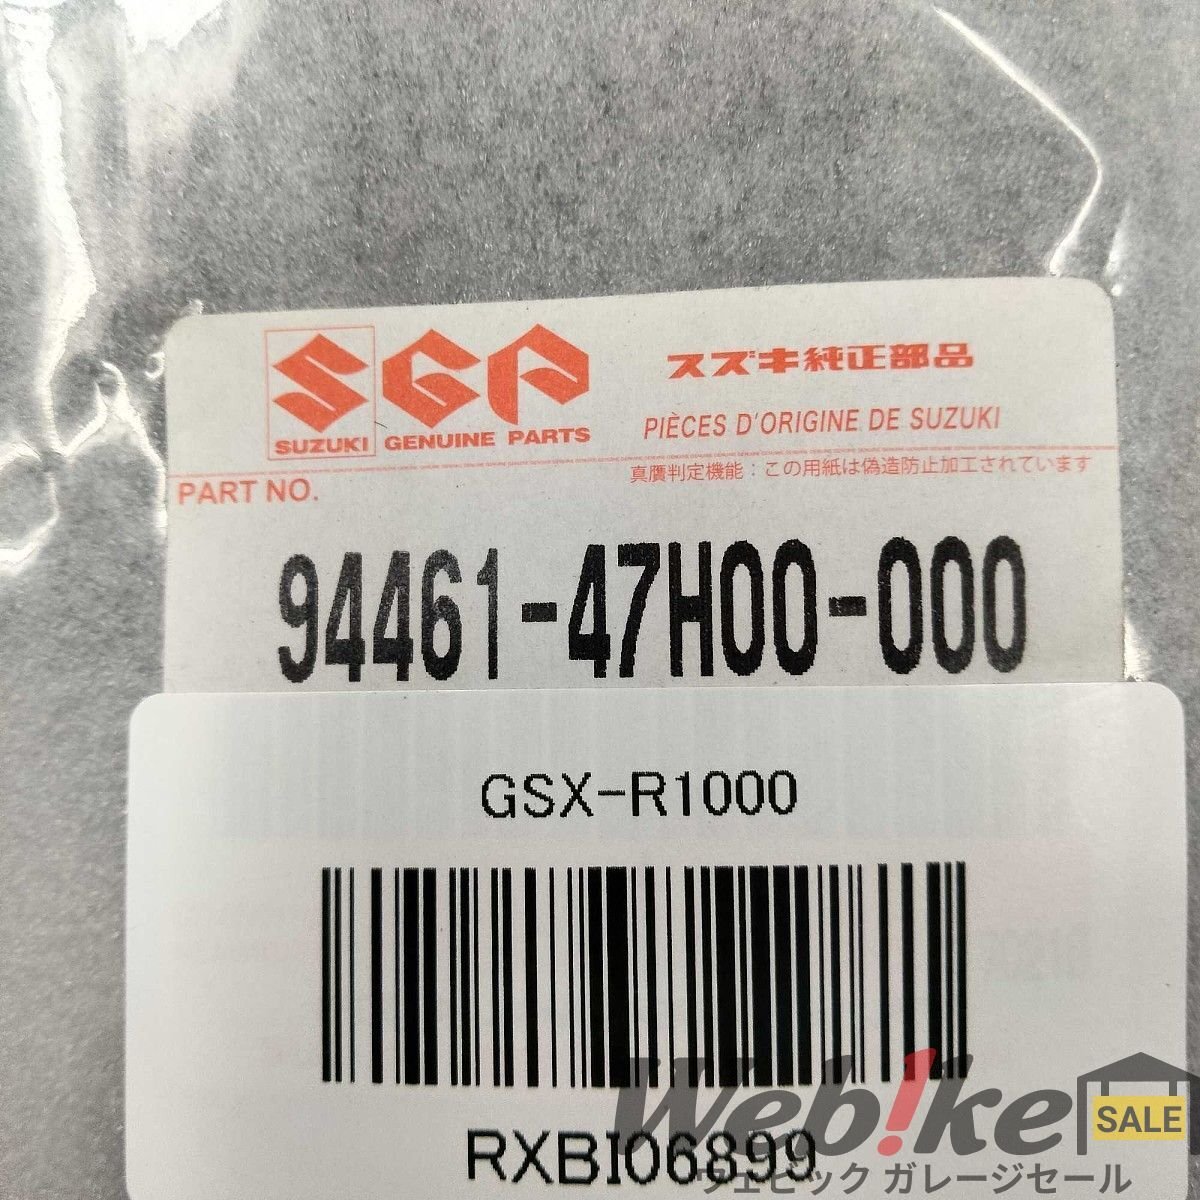 SUZUKI
SGP
GENUINE PARTS
スズキ純正部品
PIÈCES D'ORIGINE DE SUZUKI
真贋判定機能：この用紙は偽造防止加工されています
PART NO.
94461-47H00-000
GSX-R1000
RXBI06899
Web!ke
SALE
ウェビック ガレージセール